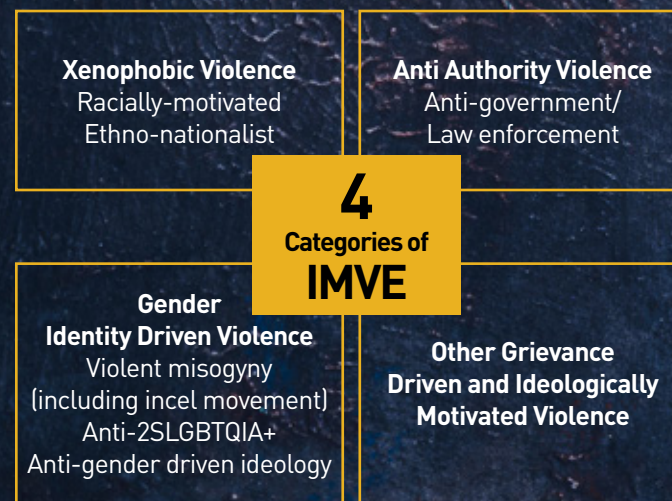 Xenophobic Violence
Racially-motivated
Ethno-nationalist
Anti Authority Violence
Anti-government/
Law enforcement
4
Categories of
IMVE
Gender
Identity Driven Violence
Violent misogyny
(including incel movement)
Anti-2SLGBTQIA+
Anti-gender driven ideology
Other Grievance
Driven and Ideologically
Motivated Violence